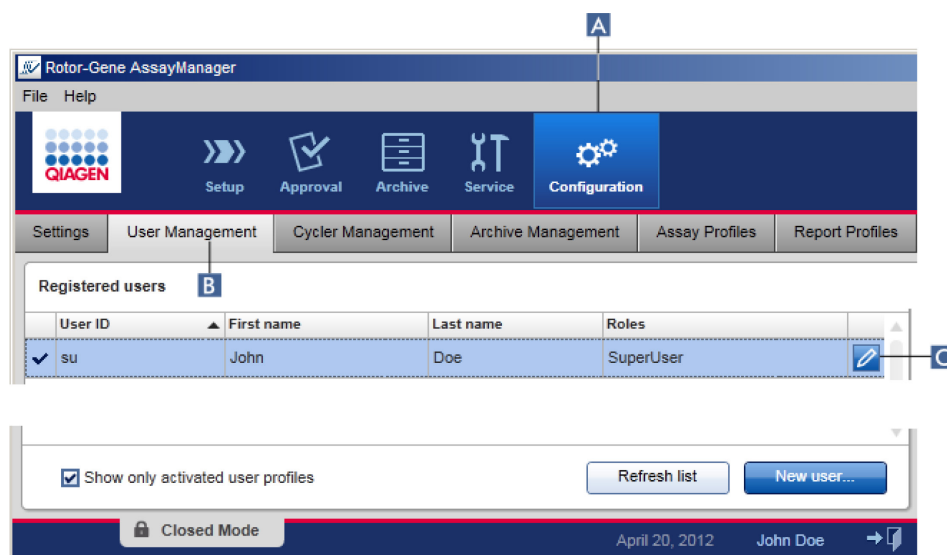 A
Rotor-Gene AssayManager
File Help
QIAGEN
Setup Approval Archive Service Configuration
Settings User Management Cycler Management Archive Management Assay Profiles Report Profiles
B
Registered users
User ID First name Last name Roles
su John Doe SuperUser
C
Show only activated user profiles Refresh list New user...
Closed Mode
April 20, 2012 John Doe